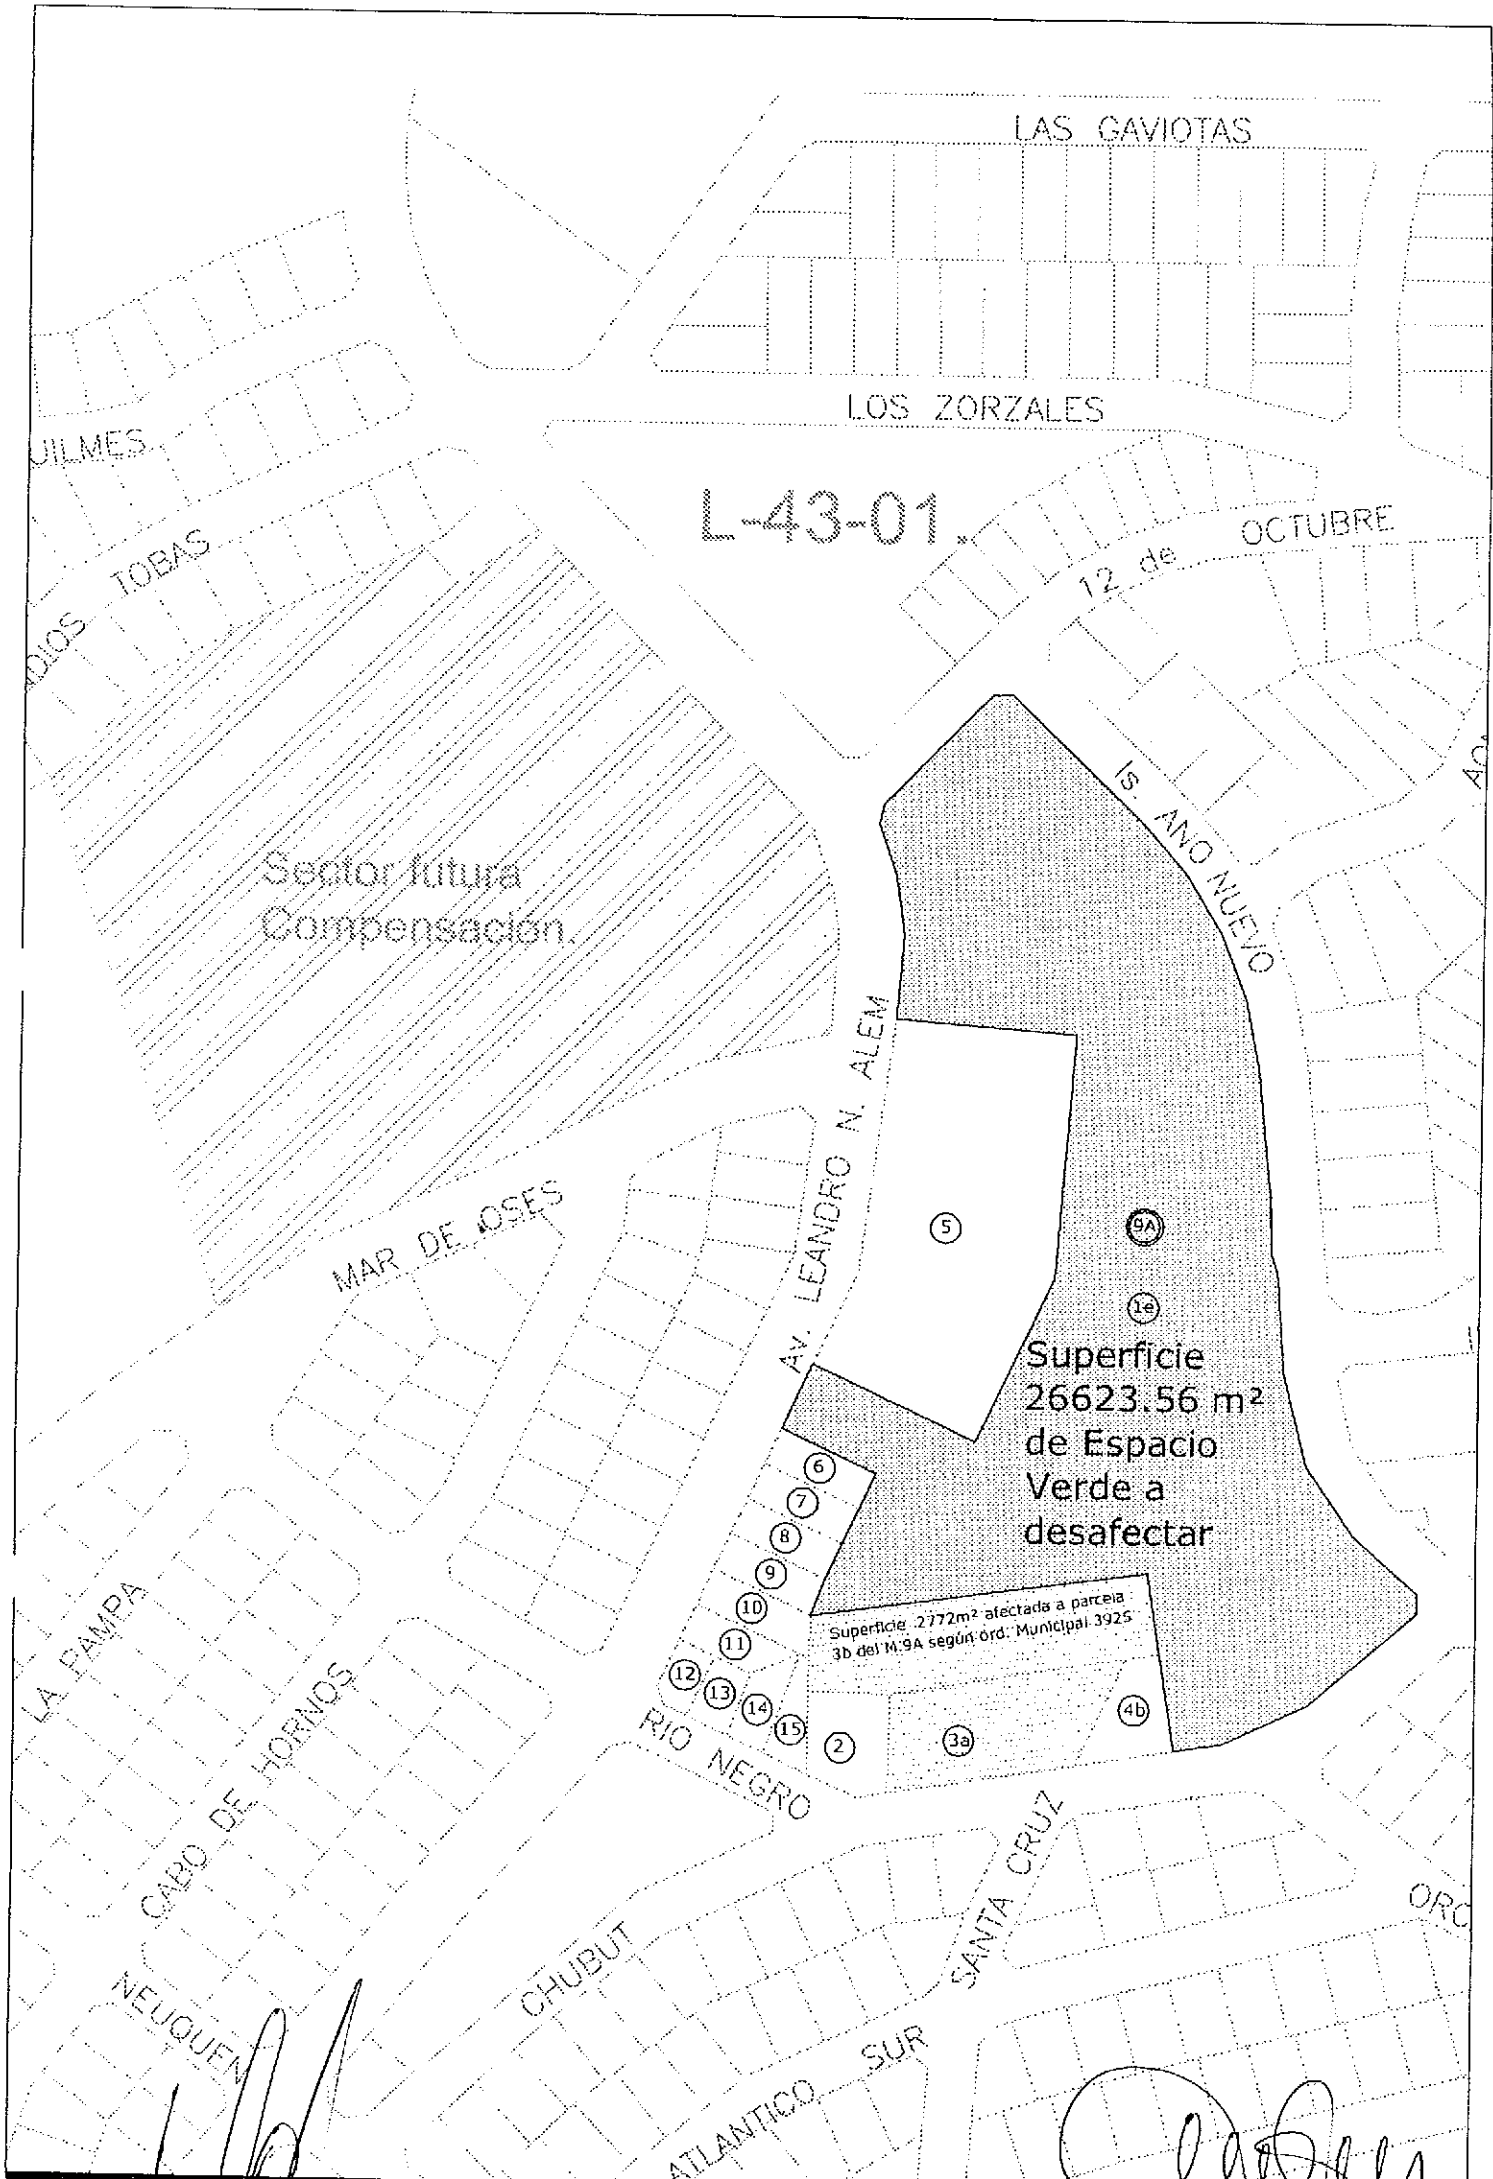 LAS GAVIOTAS
LOS ZORZALES
UILMES
L-43-01.
12 de OCTUBRE
DIOS TOBAS
Is. ANO NUEVO
Sector futura
Compensación.
AV. LEANDRO N. ALEM
MAR DE OSES
5
9A
1e
Superficie
26623.56 m²
de Espacio
Verde a
desafectar
6
7
8
9
10
11
12
13
14
15
Superficie 2772m² afectada a parcela
3b del M:9A según ord. Municipal 3925
2
3a
4b
RIO NEGRO
LA PAMPA
CABO DE HORNOS
SANTA CRUZ
ORO
CHUBUT
NEUQUEN
ATLANTICO SUR